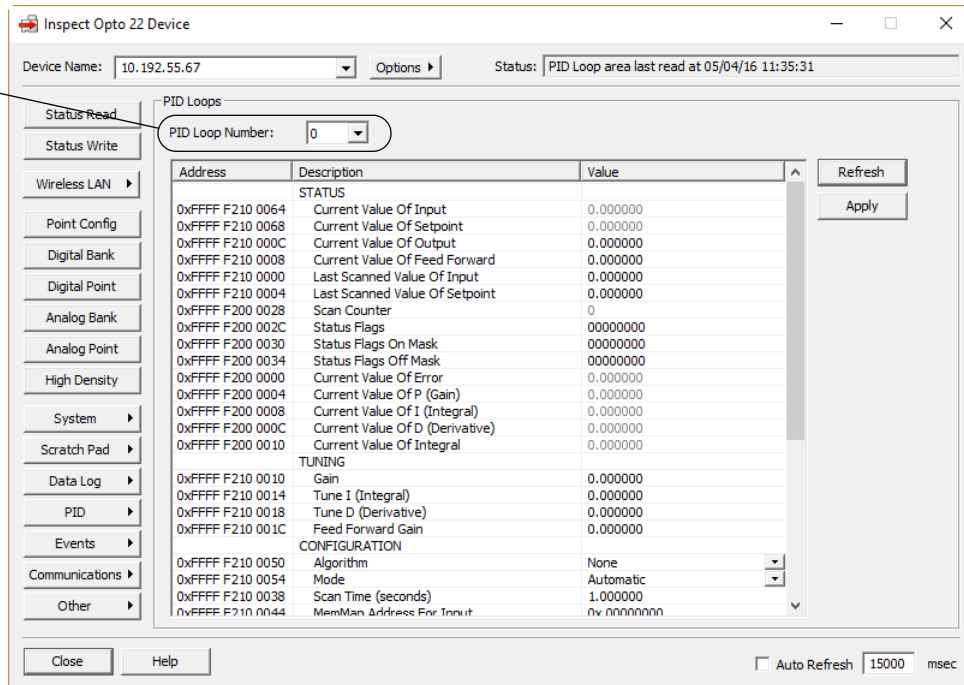 Inspect Opto 22 Device
Device Name: 10.192.55.67 Options Status: PID Loop area last read at 05/04/16 11:35:31
Status Read
Status Write
Wireless LAN
Point Config
Digital Bank
Digital Point
Analog Bank
Analog Point
High Density
System
Scratch Pad
Data Log
PID
Events
Communications
Other
PID Loops
PID Loop Number: 0
Address Description Value
STATUS
0xFFFF F210 0064 Current Value Of Input 0.000000
0xFFFF F210 0068 Current Value Of Setpoint 0.000000
0xFFFF F210 000C Current Value Of Output 0.000000
0xFFFF F210 0008 Current Value Of Feed Forward 0.000000
0xFFFF F210 0000 Last Scanned Value Of Input 0.000000
0xFFFF F210 0004 Last Scanned Value Of Setpoint 0.000000
0xFFFF F200 0028 Scan Counter 0
0xFFFF F200 002C Status Flags 00000000
0xFFFF F200 0030 Status Flags On Mask 00000000
0xFFFF F200 0034 Status Flags Off Mask 00000000
0xFFFF F200 0000 Current Value Of Error 0.000000
0xFFFF F200 0004 Current Value Of P (Gain) 0.000000
0xFFFF F200 0008 Current Value Of I (Integral) 0.000000
0xFFFF F200 000C Current Value Of D (Derivative) 0.000000
0xFFFF F200 0010 Current Value Of Integral 0.000000
TUNING
0xFFFF F210 0010 Gain 0.000000
0xFFFF F210 0014 Tune I (Integral) 0.000000
0xFFFF F210 0018 Tune D (Derivative) 0.000000
0xFFFF F210 001C Feed Forward Gain 0.000000
CONFIGURATION
0xFFFF F210 0050 Algorithm None
0xFFFF F210 0054 Mode Automatic
0xFFFF F210 0038 Scan Time (seconds) 1.000000
0xFFFF F210 0044 MemMap Address For Input 0x 00000000
Refresh
Apply
Close Help Auto Refresh 15000 msec